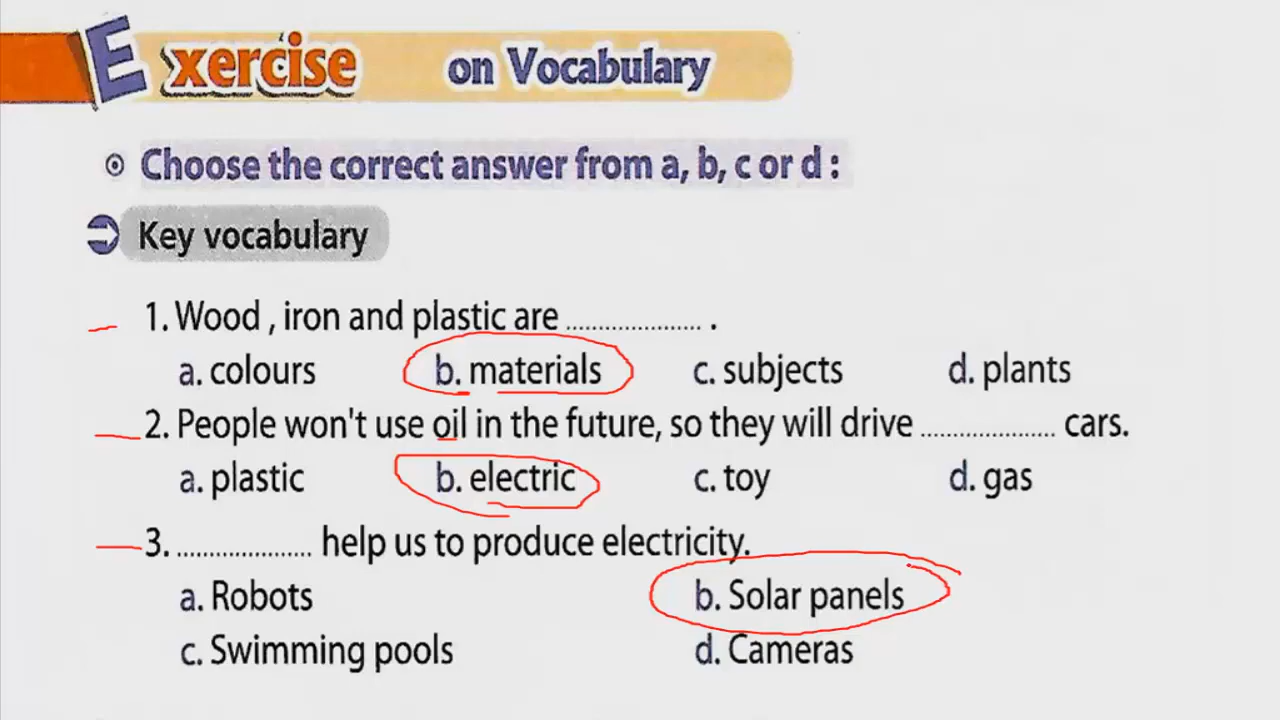 Exercise on Vocabulary
Choose the correct answer from a, b, c or d :
Key vocabulary
1. Wood , iron and plastic are ..................... .
a. colours b. materials c. subjects d. plants
2. People won't use oil in the future, so they will drive ..................... cars.
a. plastic b. electric c. toy d. gas
3. ..................... help us to produce electricity.
a. Robots b. Solar panels
c. Swimming pools d. Cameras